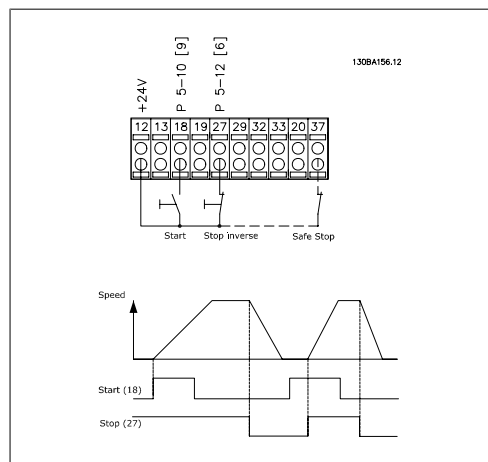 130BA156.12
+24V
P 5-10 [9]
P 5-12 [6]
12 13 18 19 27 29 32 33 20 37
Start Stop inverse Safe Stop
Speed
Start (18)
Stop (27)